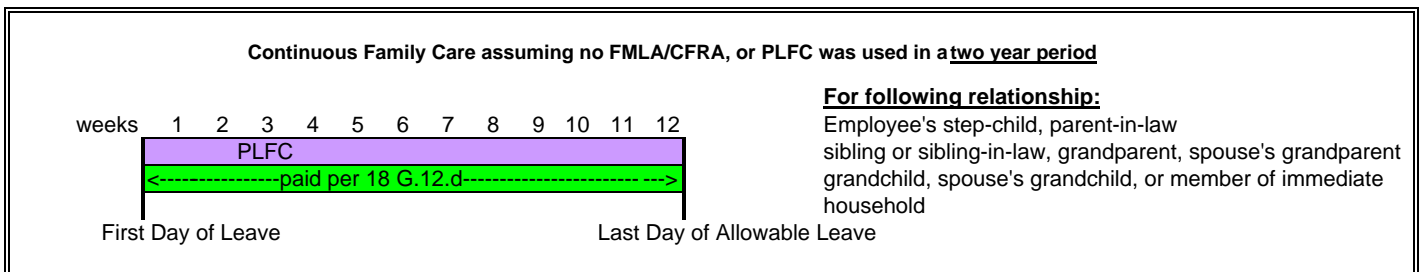 Continuous Family Care assuming no FMLA/CFRA, or PLFC was used in a two year period
For following relationship:
weeks 1 2 3 4 5 6 7 8 9 10 11 12
Employee's step-child, parent-in-law
PLFC
sibling or sibling-in-law, grandparent, spouse's grandparent
<-----------------paid per 18 G.12.d------------------------ --->
grandchild, spouse's grandchild, or member of immediate
household
First Day of Leave
Last Day of Allowable Leave